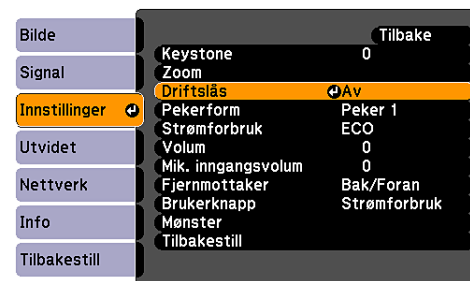 Bilde
Signal
Innstillinger
Utvidet
Nettverk
Info
Tilbakestill
Tilbake
Keystone 0
Zoom
Driftslås Av
Pekerform Peker 1
Strømforbruk ECO
Volum 0
Mik. inngangsvolum 0
Fjernmottaker Bak/Foran
Brukerknapp Strømforbruk
Mønster
Tilbakestill